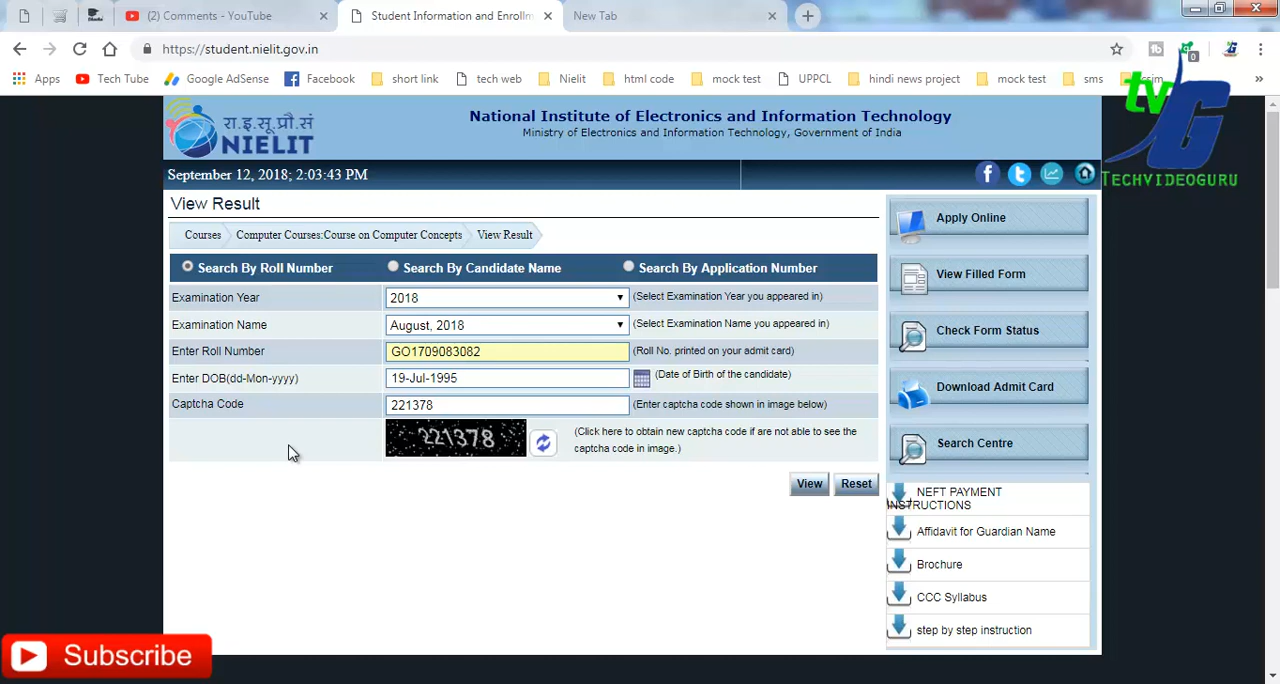 (2) Comments - YouTube
Student Information and Enrollm
New Tab
https://student.nielit.gov.in
Apps
Tech Tube
Google AdSense
Facebook
short link
tech web
Nielit
html code
mock test
UPPCL
hindi news project
mock test
sms
»
रा.इ.सू.प्रौ.सं
NIELIT
National Institute of Electronics and Information Technology
Ministry of Electronics and Information Technology, Government of India
tv
G
TECHVIDEOGURU
September 12, 2018; 2:03:43 PM
View Result
Courses
Computer Courses:Course on Computer Concepts
View Result
Search By Roll Number
Search By Candidate Name
Search By Application Number
Examination Year
2018
(Select Examination Year you appeared in)
Examination Name
August, 2018
(Select Examination Name you appeared in)
Enter Roll Number
GO1709083082
(Roll No. printed on your admit card)
Enter DOB(dd-Mon-yyyy)
19-Jul-1995
(Date of Birth of the candidate)
Captcha Code
221378
(Enter captcha code shown in image below)
221378
(Click here to obtain new captcha code if are not able to see the
captcha code in image.)
View
Reset
Apply Online
View Filled Form
Check Form Status
Download Admit Card
Search Centre
NEFT PAYMENT
INSTRUCTIONS
Affidavit for Guardian Name
Brochure
CCC Syllabus
step by step instruction
Subscribe